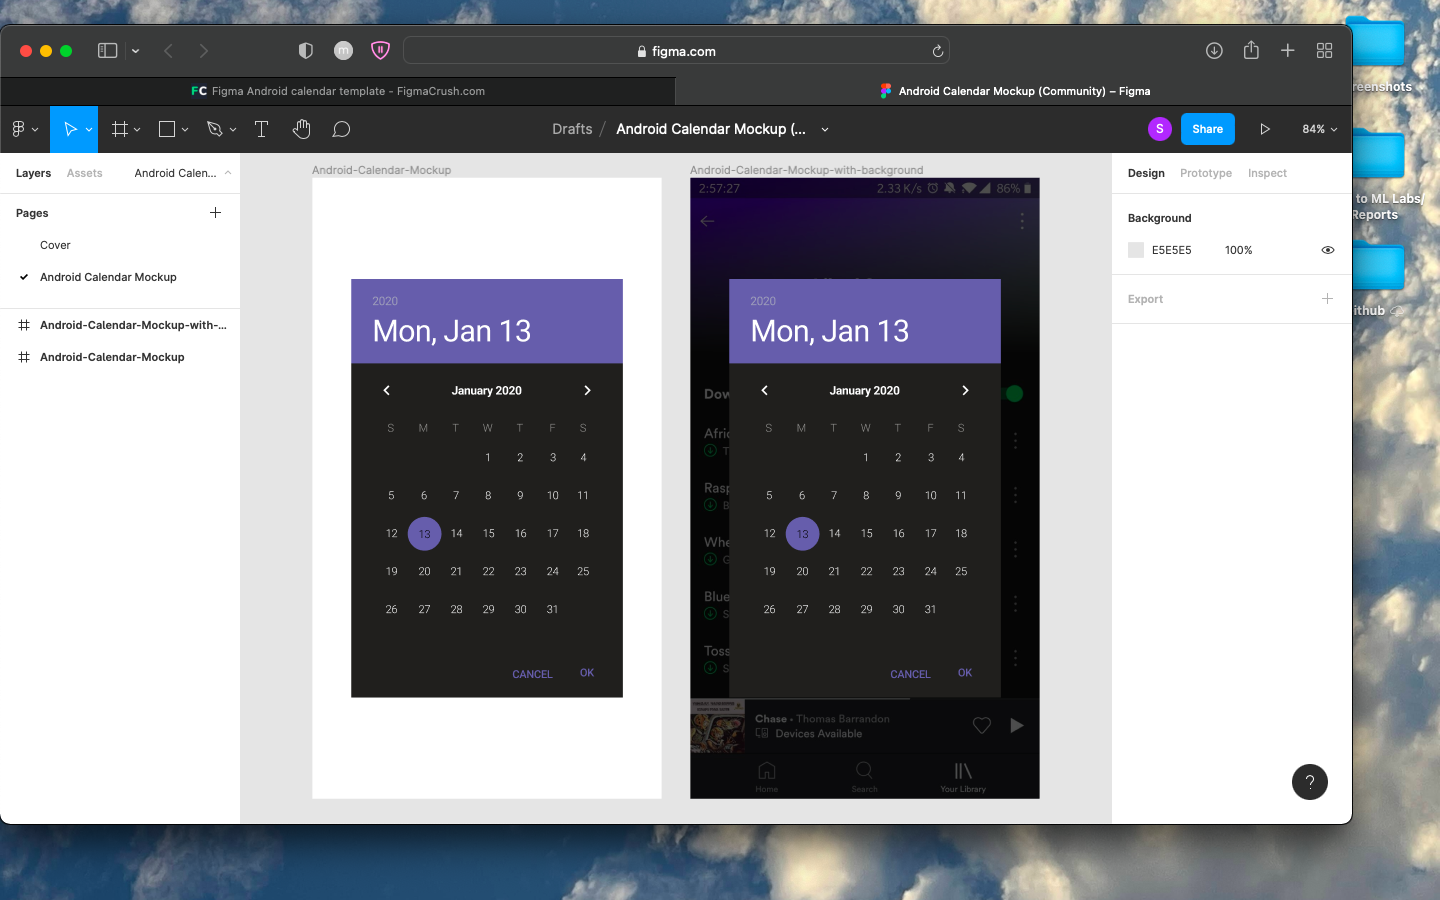 figma.com
FC Figma Android calendar template - FigmaCrush.com
Android Calendar Mockup (Community) – Figma
Drafts / Android Calendar Mockup (...
S
Share
84%
Layers
Assets
Android Calen...
Pages
Cover
Android Calendar Mockup
Android-Calendar-Mockup-with-...
Android-Calendar-Mockup
Android-Calendar-Mockup
2020
Mon, Jan 13
January 2020
S M T W T F S
1 2 3 4
5 6 7 8 9 10 11
12 13 14 15 16 17 18
19 20 21 22 23 24 25
26 27 28 29 30 31
CANCEL OK
Android-Calendar-Mockup-with-background
2:57:27 2.33 K/s 86%
2020
Mon, Jan 13
January 2020
S M T W T F S
1 2 3 4
5 6 7 8 9 10 11
12 13 14 15 16 17 18
19 20 21 22 23 24 25
26 27 28 29 30 31
CANCEL OK
Dow
Afri
T
Rasp
B
Whe
G
Blue
S
Toss
S
Chase • Thomas Barrandon
Devices Available
Home
Search
Your Library
Design
Prototype
Inspect
Background
E5E5E5 100%
Export
?
reenshots
to ML Labs/
Reports
ithub